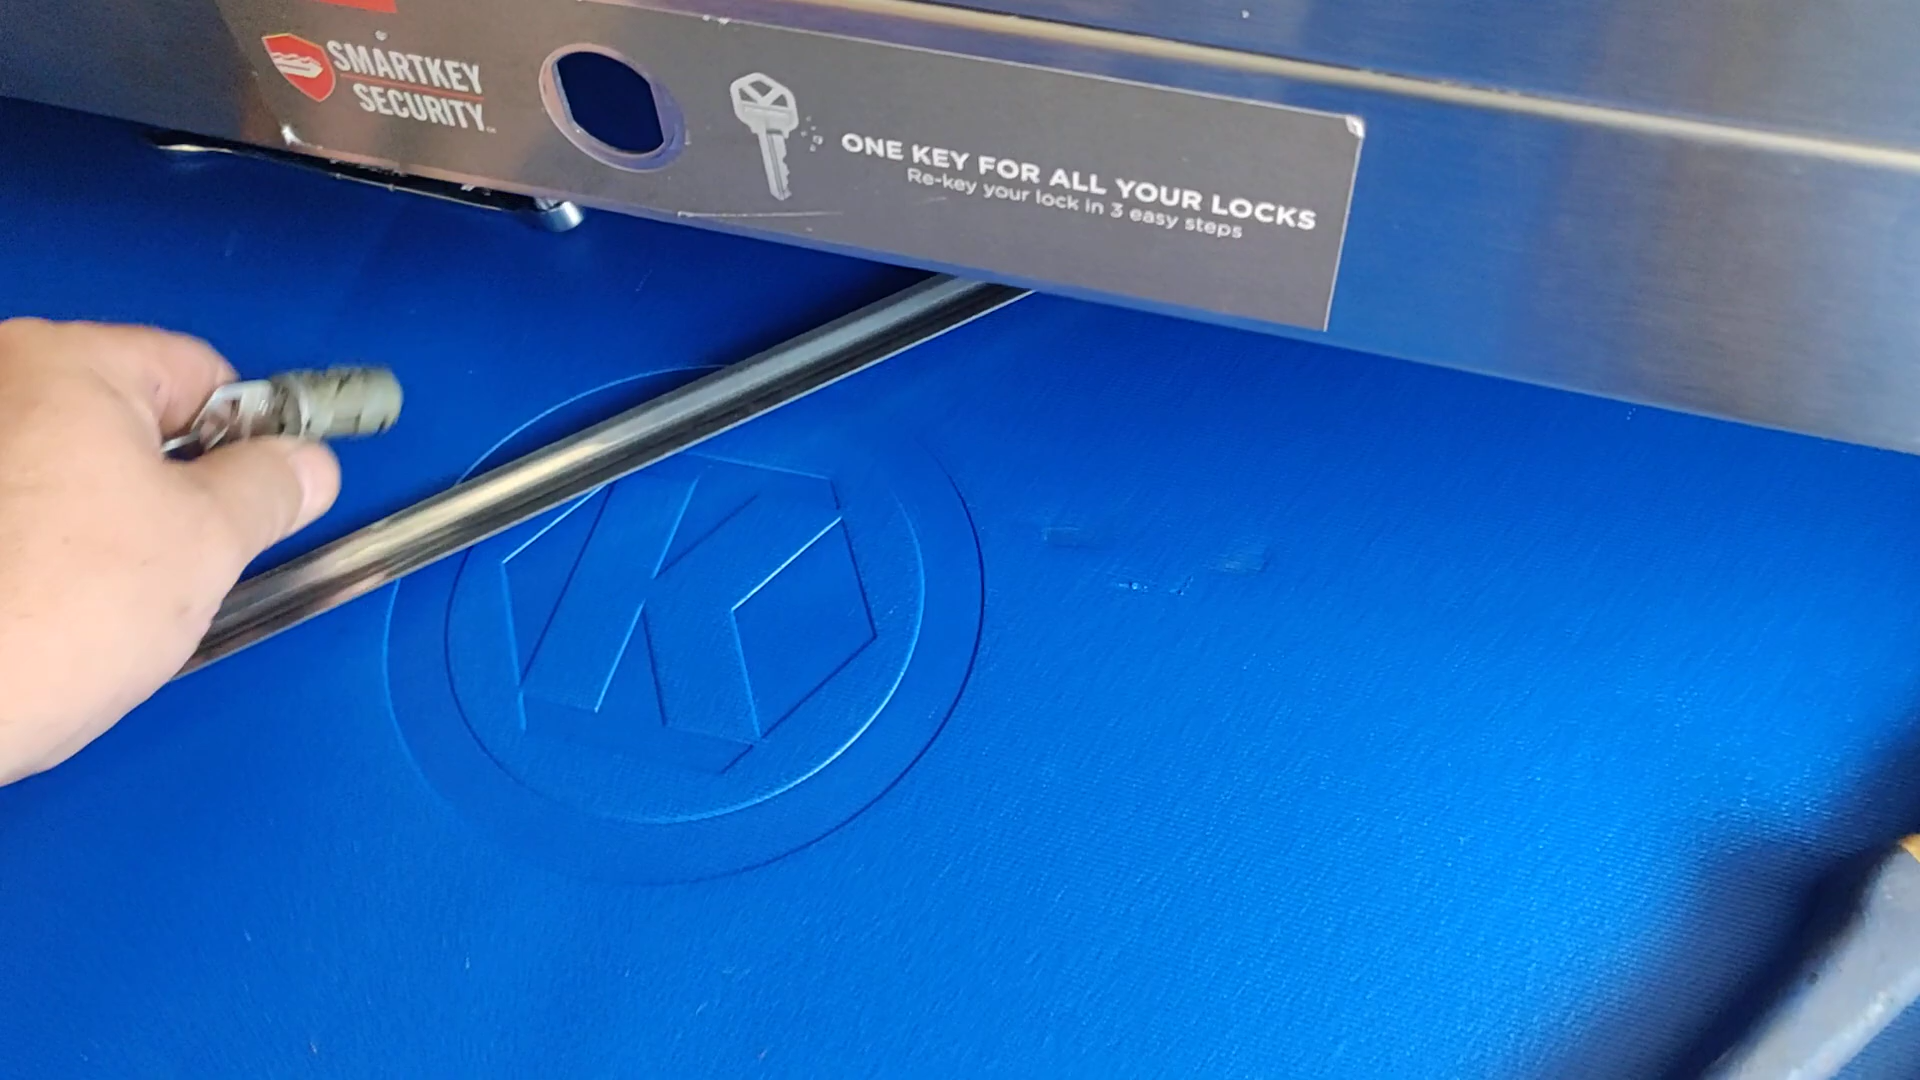 SMARTKEY
SECURITY
ONE KEY FOR ALL YOUR LOCKS
Re-key your lock in 3 easy steps
K